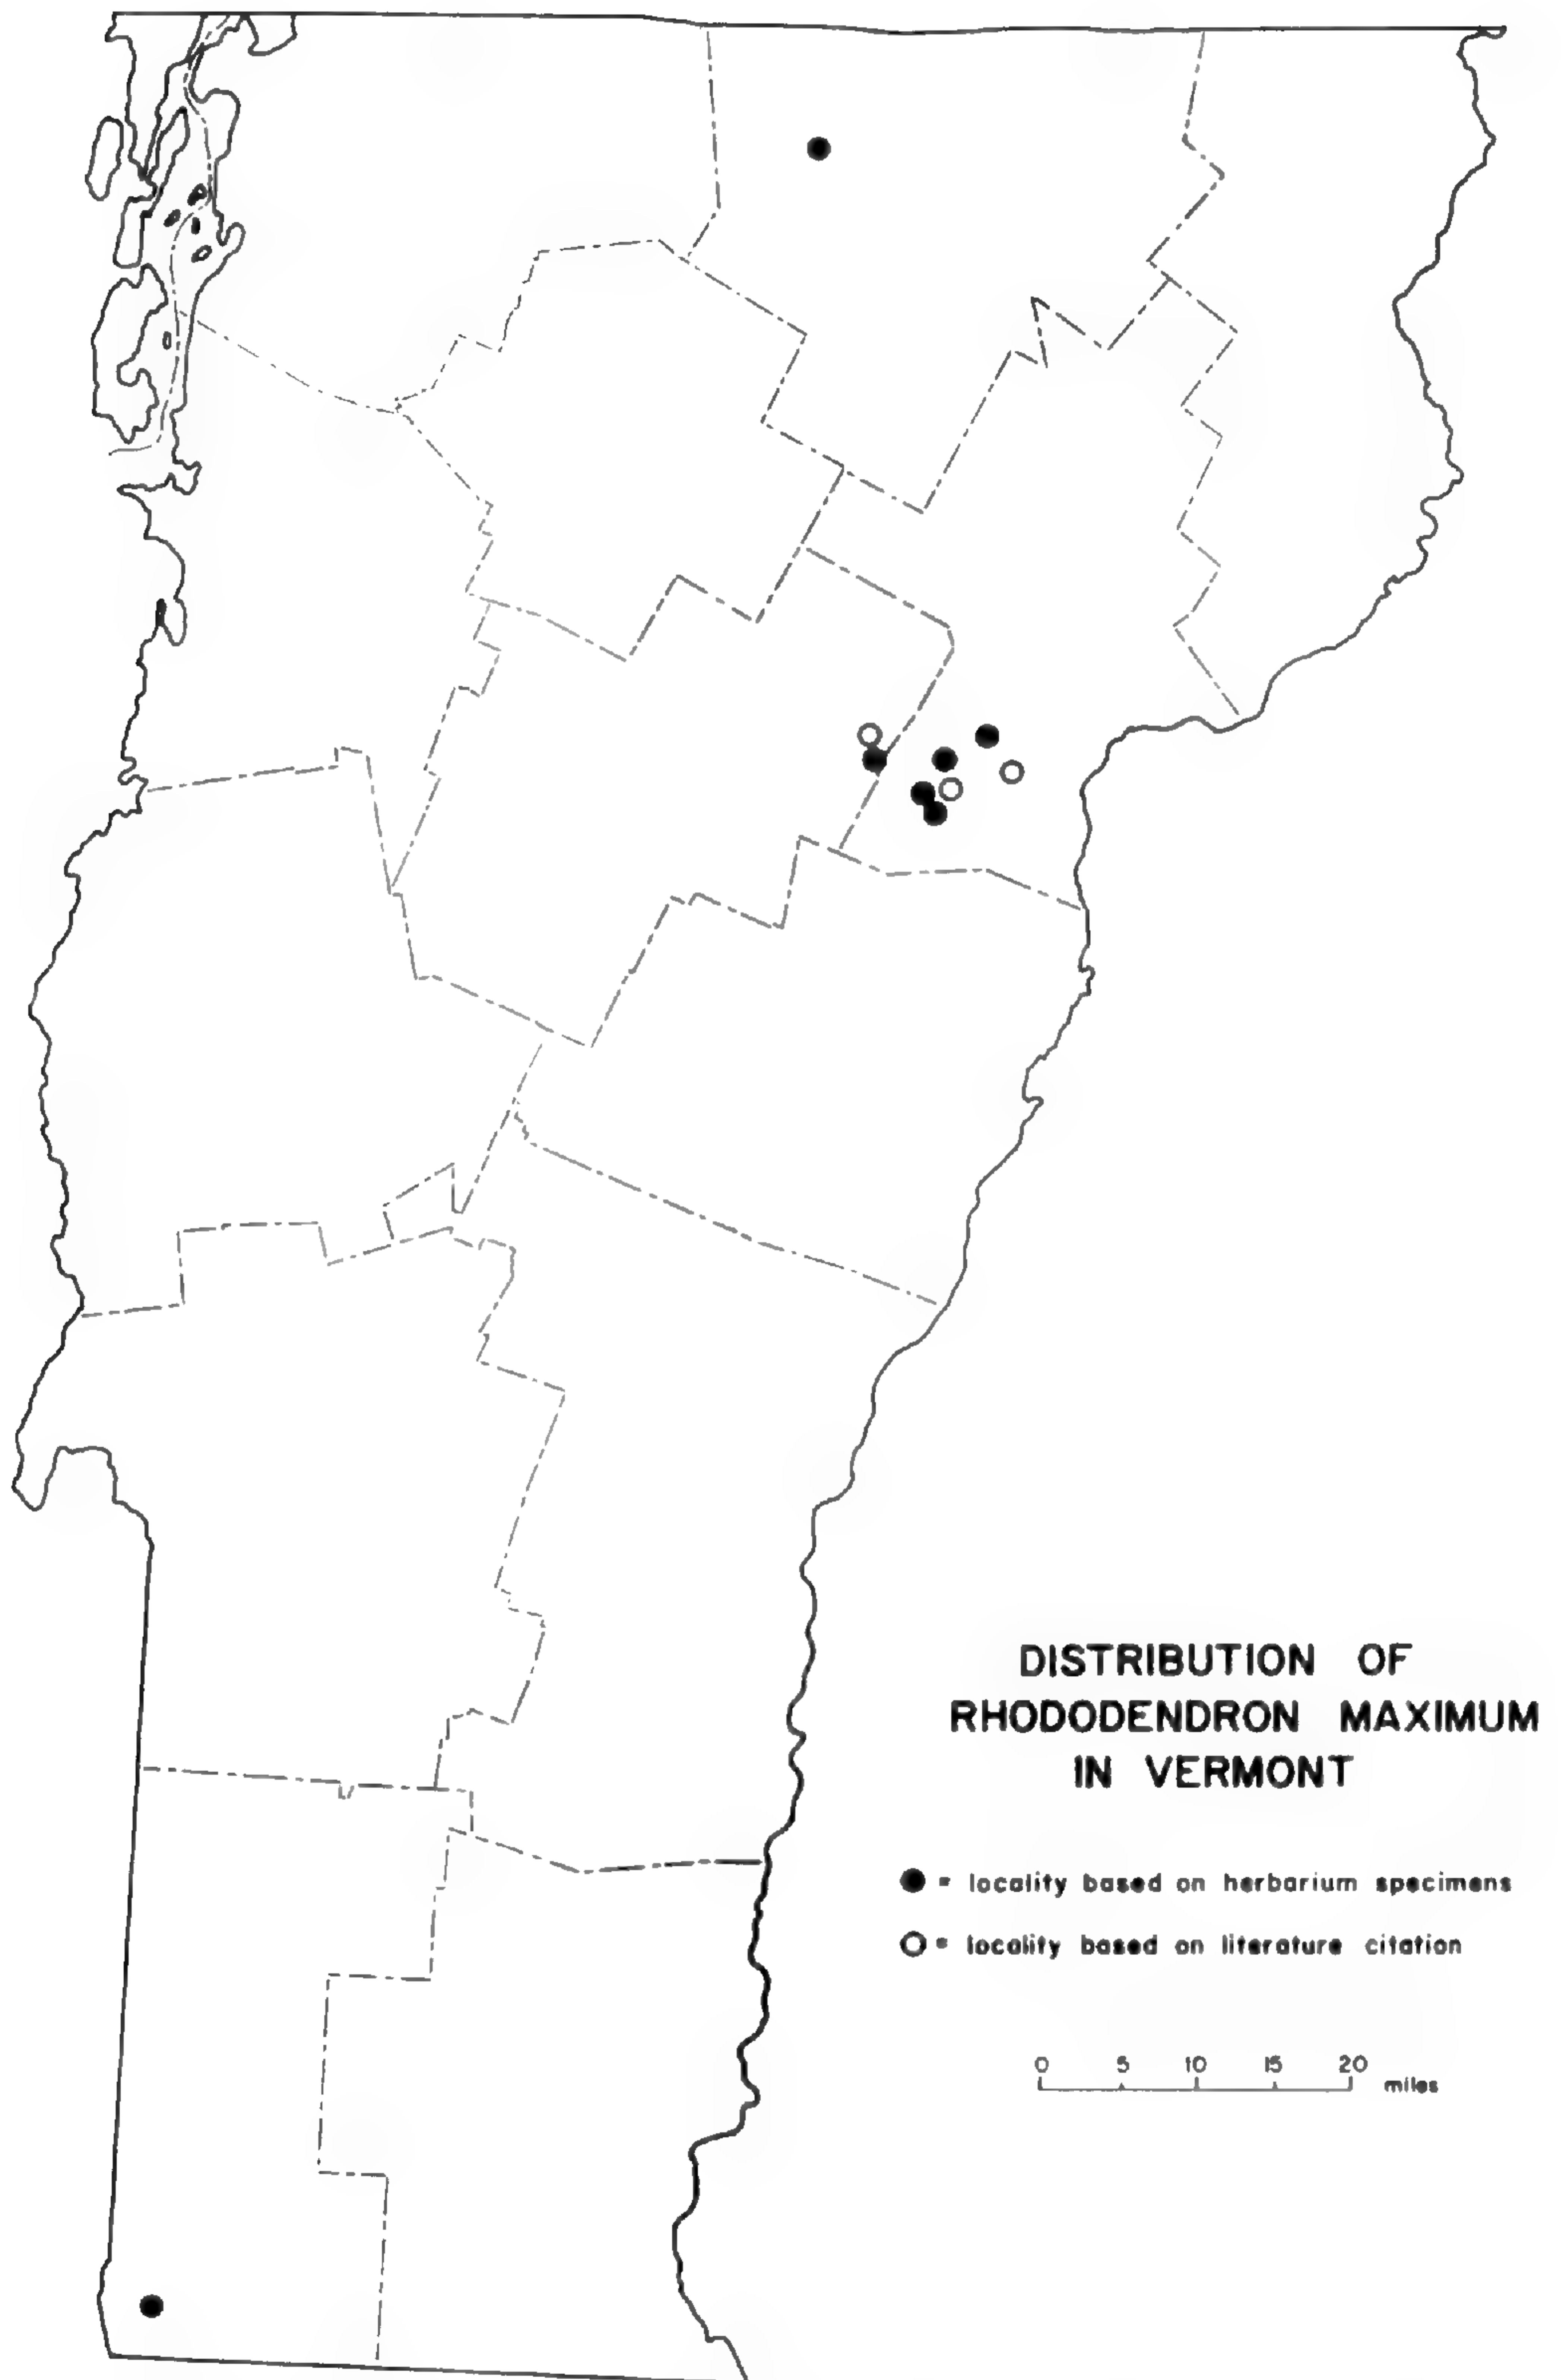 DISTRIBUTION OF
RHODODENDRON MAXIMUM
IN VERMONT
= locality based on herbarium specimens
= locality based on literature citation
0 5 10 15 20
miles